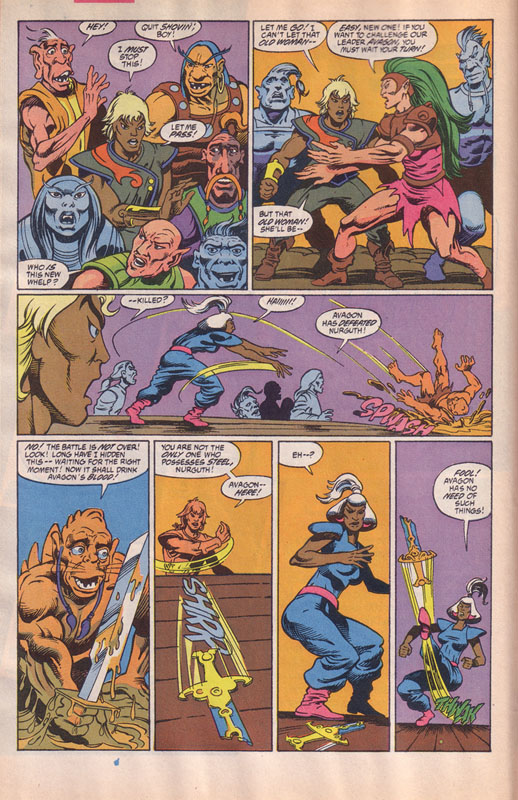 HEY!
QUIT SHOVIN',
BOY!
I MUST
STOP
THIS!
LET ME
PASS!
WHO IS
THIS NEW
WHELP?
LET ME GO! I
CAN'T LET THAT
OLD WOMAN--
EASY, NEW ONE! IF YOU
WANT TO CHALLENGE OUR
LEADER AVAGON, YOU
MUST WAIT YOUR TURN!
BUT THAT
OLD WOMAN!
SHE'LL BE--
--KILLED?
HAIIIIII!
AVAGON
HAS DEFEATED
NURGUTH!
SPLASH
NO! THE BATTLE IS NOT OVER!
LOOK! LONG HAVE I HIDDEN
THIS-- WAITING FOR THE RIGHT
MOMENT! NOW IT SHALL DRINK
AVAGON'S BLOOD!
YOU ARE NOT THE
ONLY ONE WHO
POSSESSES STEEL,
NURGUTH!
AVAGON--
HERE!
SHRKK
EH--?
FOOL!
AVAGON
HAS NO
NEED OF
SUCH
THINGS!